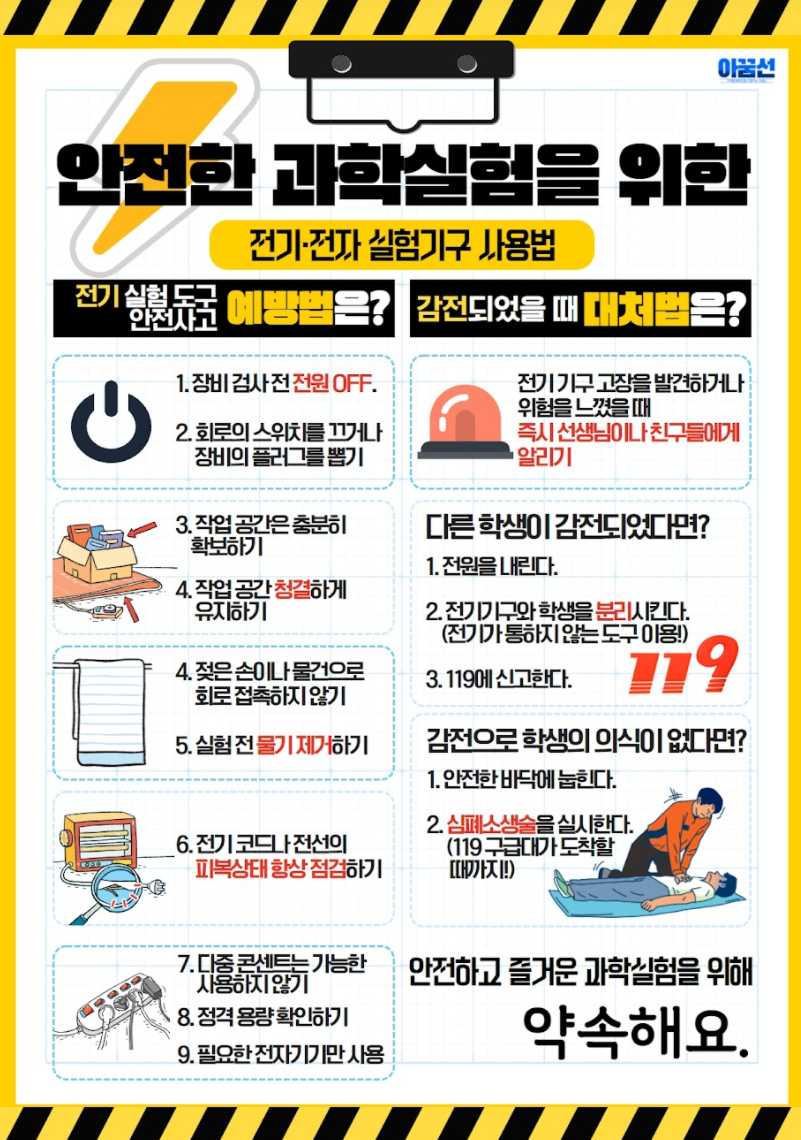 아꿈선
안전한 과학실험을 위한
전기·전자 실험기구 사용법
전기 실험 도구
안전사고
예방법은?
1. 장비 검사 전 전원 OFF.
2. 회로의 스위치를 끄거나
장비의 플러그를 뽑기
3. 작업 공간은 충분히
확보하기
4. 작업 공간 청결하게
유지하기
4. 젖은 손이나 물건으로
회로 접촉하지 않기
5. 실험 전 물기 제거하기
6. 전기 코드나 전선의
피복상태 항상 점검하기
7. 다중 콘센트는 가능한
사용하지 않기
8. 정격 용량 확인하기
9. 필요한 전자기기만 사용
감전되었을 때 대처법은?
전기 기구 고장을 발견하거나
위험을 느꼈을 때
즉시 선생님이나 친구들에게
알리기
다른 학생이 감전되었다면?
1. 전원을 내린다.
2. 전기기구와 학생을 분리시킨다.
(전기가 통하지 않는 도구 이용!)
3. 119에 신고한다.
119
감전으로 학생의 의식이 없다면?
1. 안전한 바닥에 눕힌다.
2. 심폐소생술을 실시한다.
(119 구급대가 도착할
때까지!)
안전하고 즐거운 과학실험을 위해
약속해요.